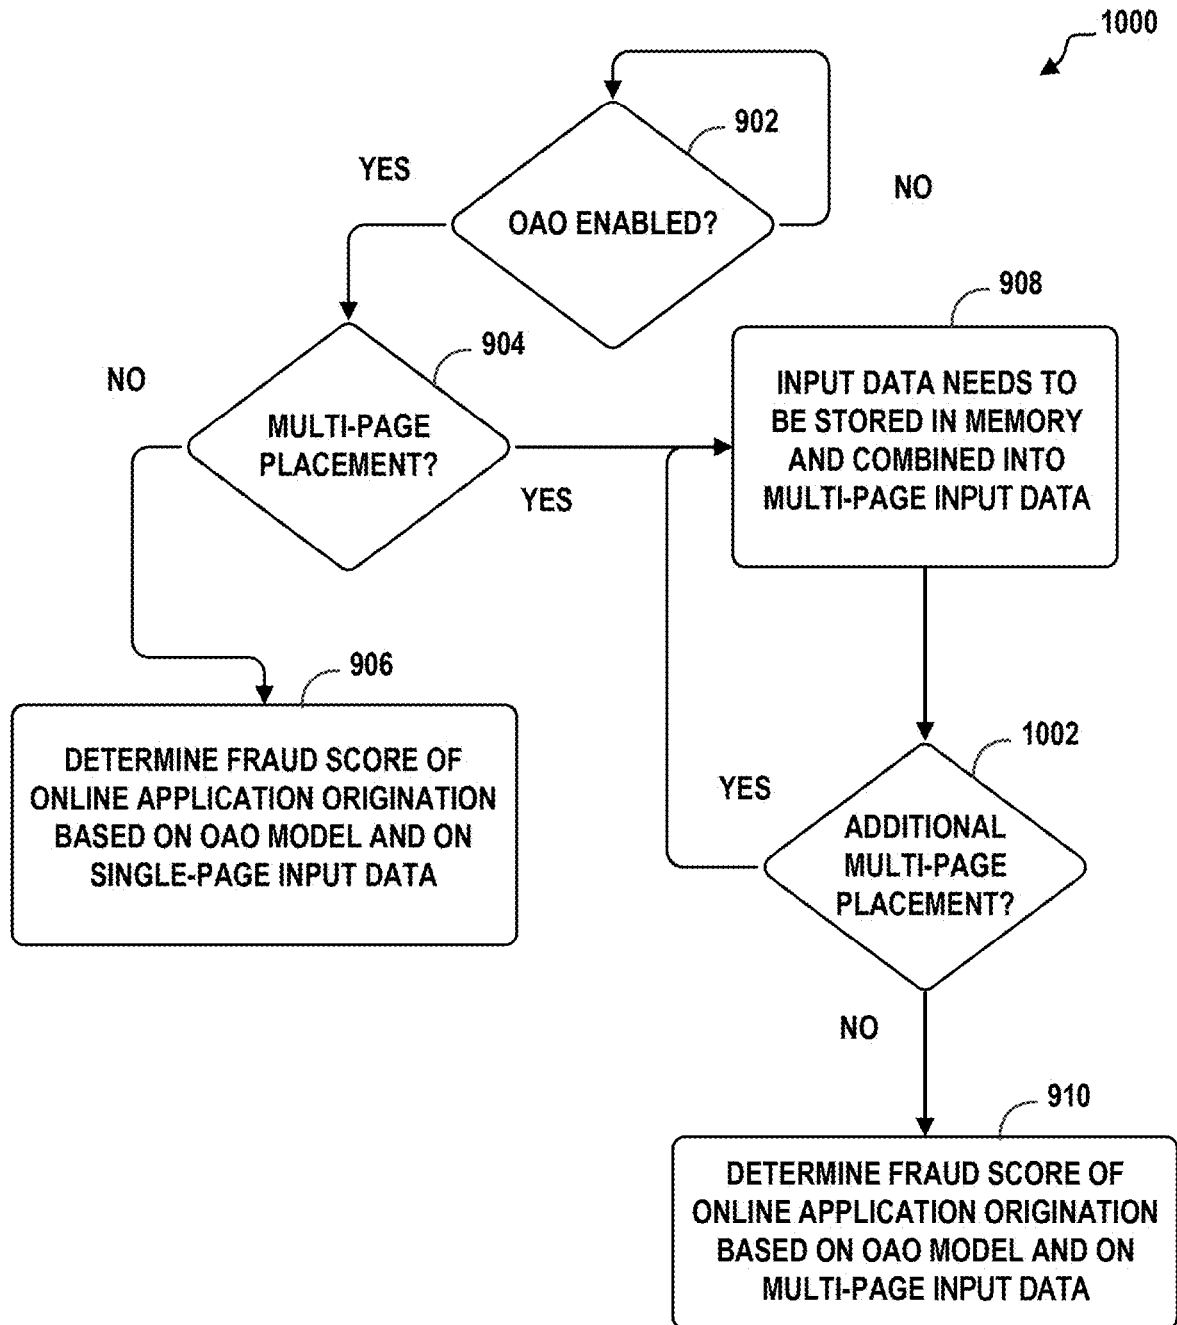 1000
902
YES
NO
OAO ENABLED?
908
904
NO
MULTI-PAGE
PLACEMENT?
YES
INPUT DATA NEEDS TO
BE STORED IN MEMORY
AND COMBINED INTO
MULTI-PAGE INPUT DATA
906
DETERMINE FRAUD SCORE OF
ONLINE APPLICATION ORIGINATION
BASED ON OAO MODEL AND ON
SINGLE-PAGE INPUT DATA
1002
YES
ADDITIONAL
MULTI-PAGE
PLACEMENT?
NO
910
DETERMINE FRAUD SCORE OF
ONLINE APPLICATION ORIGINATION
BASED ON OAO MODEL AND ON
MULTI-PAGE INPUT DATA